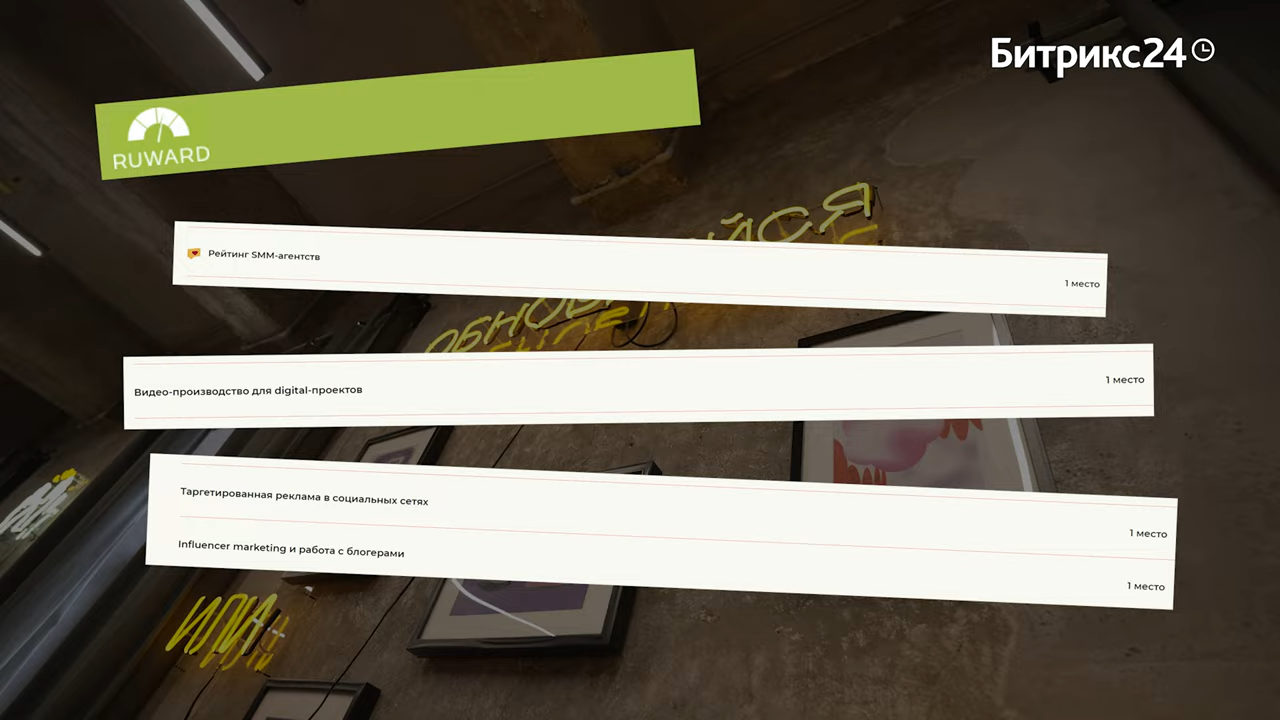 Битрикс24
RUWARD
Рейтинг SMM-агентств
1 место
Видео-производство для digital-проектов
1 место
Таргетированная реклама в социальных сетях
1 место
Influencer marketing и работа с блогерами
1 место
ИЛИ